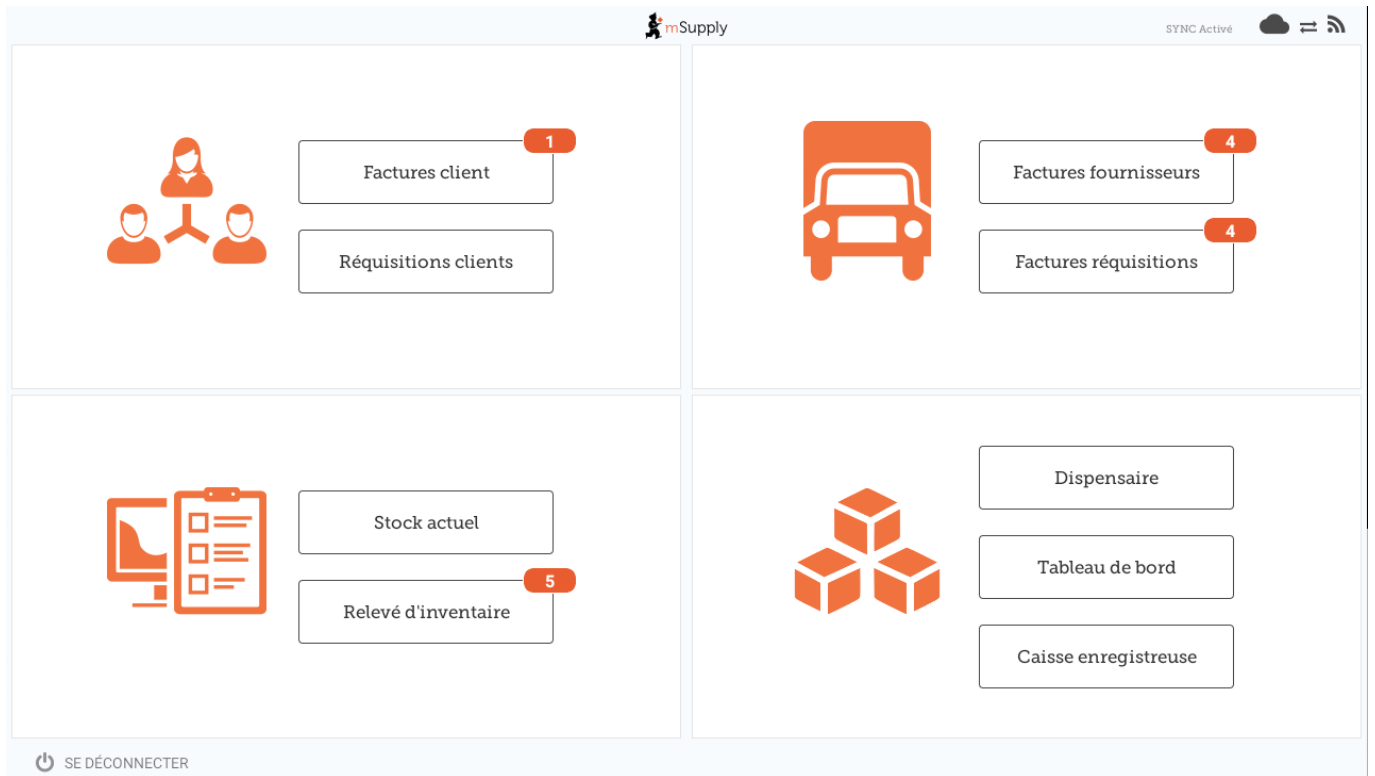 mSupply
SYNC Activé
1
Factures client
Réquisitions clients
4
Factures fournisseurs
4
Factures réquisitions
Stock actuel
5
Relevé d'inventaire
Dispensaire
Tableau de bord
Caisse enregistreuse
SE DÉCONNECTER